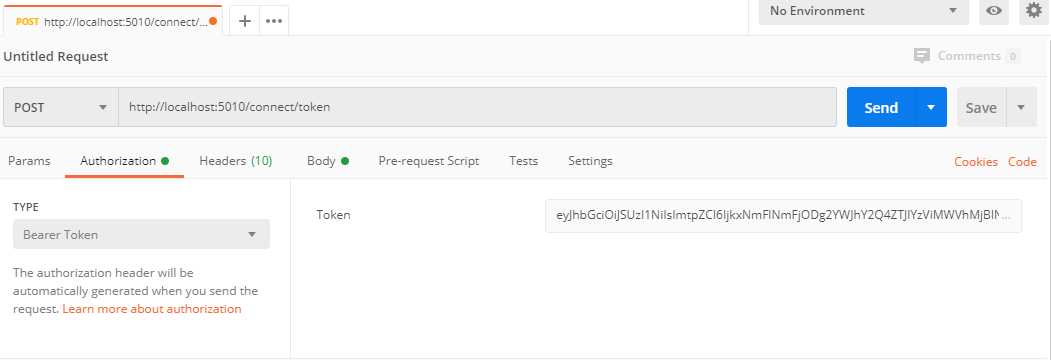 POST http://localhost:5010/connect/...
No Environment
Untitled Request
Comments 0
POST http://localhost:5010/connect/token Send Save
Params Authorization Headers (10) Body Pre-request Script Tests Settings Cookies Code
TYPE
Bearer Token
The authorization header will be
automatically generated when you send the
request. Learn more about authorization
Token